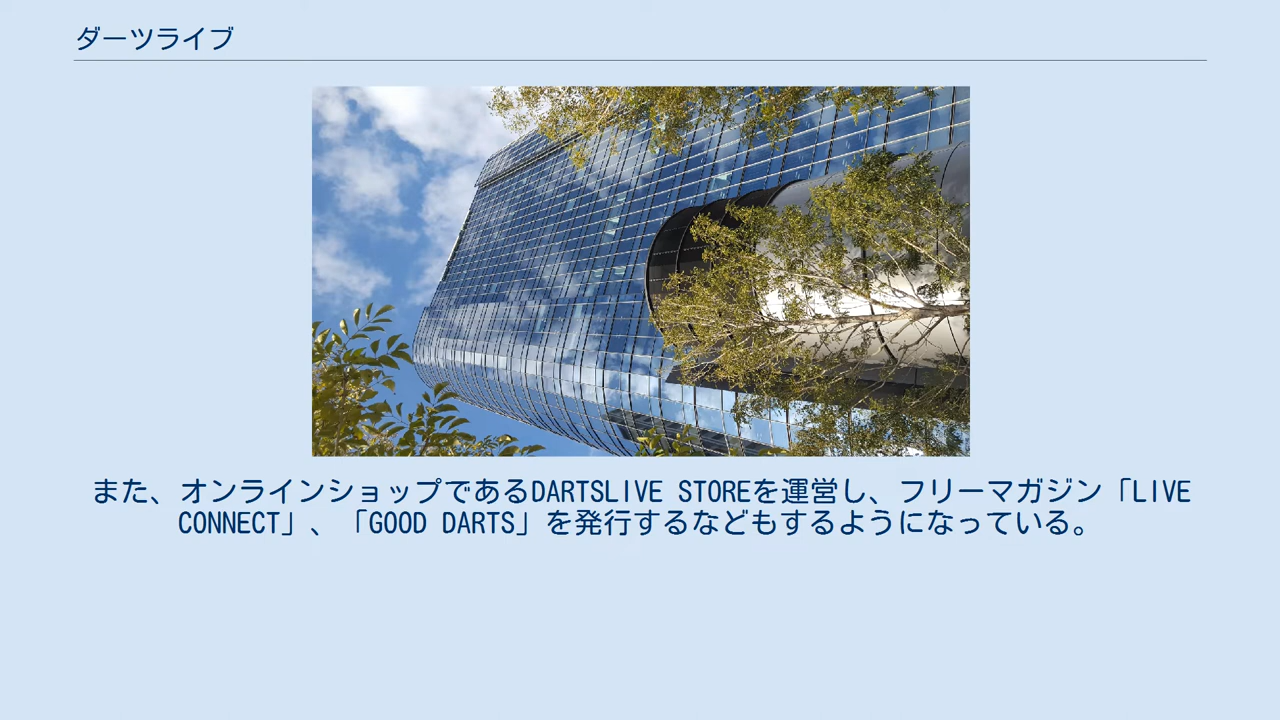 ダーツライブ
また、オンラインショップであるDARTSLIVE STOREを運営し、フリーマガジン「LIVE
CONNECT」、「GOOD DARTS」を発行するなどもするようになっている。